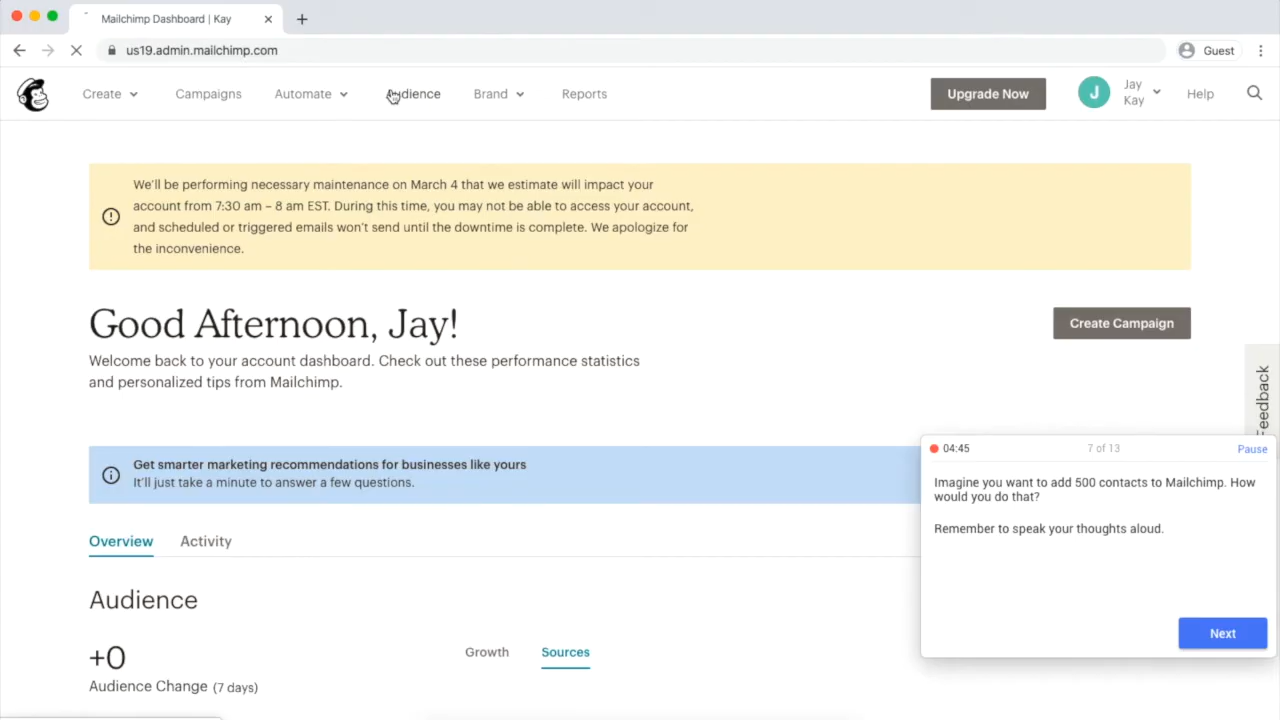 Mailchimp Dashboard | Kay
us19.admin.mailchimp.com
Guest
Create
Campaigns
Automate
Audience
Brand
Reports
Upgrade Now
J
Jay
Kay
Help
We'll be performing necessary maintenance on March 4 that we estimate will impact your
account from 7:30 am – 8 am EST. During this time, you may not be able to access your account,
and scheduled or triggered emails won't send until the downtime is complete. We apologize for
the inconvenience.
Good Afternoon, Jay!
Create Campaign
Welcome back to your account dashboard. Check out these performance statistics
and personalized tips from Mailchimp.
Feedback
Get smarter marketing recommendations for businesses like yours
It'll just take a minute to answer a few questions.
04:45
7 of 13
Pause
Imagine you want to add 500 contacts to Mailchimp. How
would you do that?
Remember to speak your thoughts aloud.
Next
Overview
Activity
Audience
+0
Audience Change (7 days)
Growth
Sources